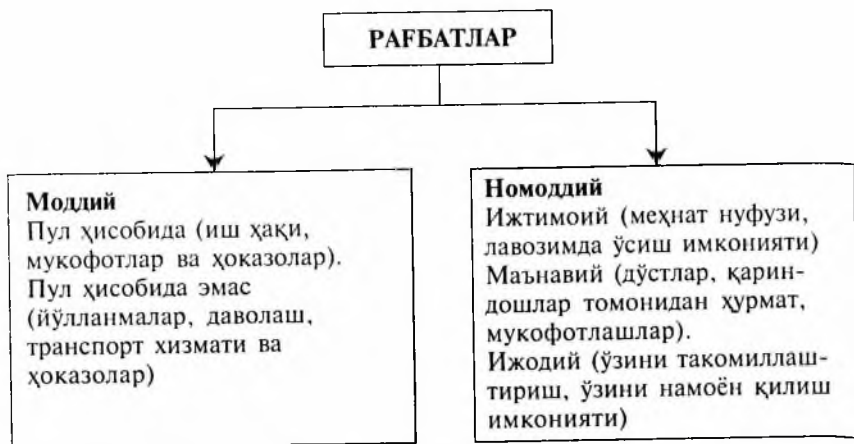 РАҒБАТЛАР
Моддий
Пул ҳисобида (иш ҳақи,
мукофотлар ва ҳоказолар).
Пул ҳисобида эмас
(йўлланмалар, даволаш,
транспорт хизмати ва
ҳоказолар)
Номоддий
Ижтимоий (меҳнат нуфузи,
лавозимда ўсиш имконияти)
Маънавий (дўстлар, қарин-
дошлар томонидан ҳурмат,
мукофотлашлар).
Ижодий (ўзини такомиллаш-
тириш, ўзини намоён қилиш
имконияти)